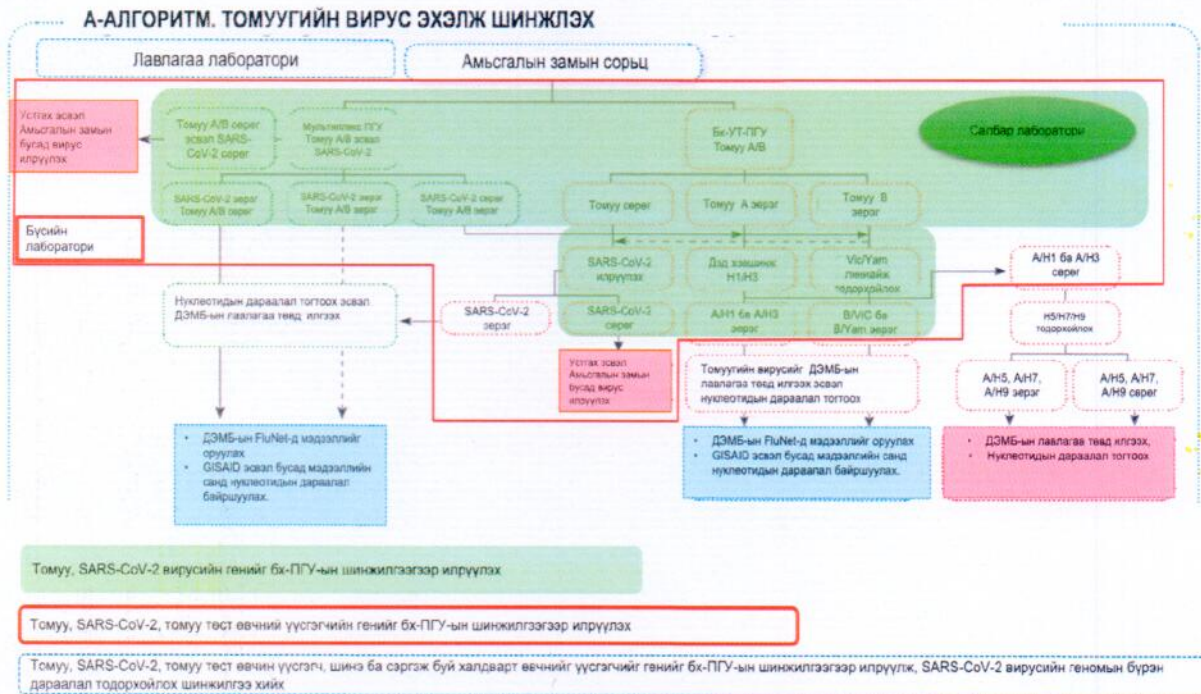 А-АЛГОРИТМ. ТОМУУГИЙН ВИРУС ЭХЭЛЖ ШИНЖЛЭХ
Лавлагаа лаборатори
Амьсгалын замын сорьц
Устгах эсвэл
Амьсгалын замын
бусад вирус
илрүүлэх
Томуу А/В сөрөг
эсвэл SARS-
CoV-2 сөрөг
Мультиплекс ПГУ
Томуу А/В эсвэл
SARS-CoV-2
Бх-УТ-ПГУ
Томуу А/В
Салбар лаборатори
SARS-CoV-2 эерэг
Томуу А/В сөрөг
SARS-CoV-2 эерэг
Томуу А/В эерэг
SARS-CoV-2 сөрөг
Томуу А/В эерэг
Томуу сөрөг
Томуу А эерэг
Томуу В
эерэг
Бүсийн
лаборатори
SARS-CoV-2
илрүүлэх
Дэд хэвшинж
H1/H3
Vic/Yam
линиаж
тодорхойлох
A/H1 ба A/H3
сөрөг
Нуклеотидын дараалал тогтоох эсвэл
ДЭМБ-ын лавлагаа төвд илгээх
SARS-CoV-2
эерэг
SARS-CoV-2
сөрөг
A/H1 ба A/H3
эерэг
B/VIC ба
B/Yam эерэг
H5/H7/H9
тодорхойлох
Устгах эсвэл
Амьсгалын замын
бусад вирус
илрүүлэх
Томуугийн вирусийг ДЭМБ-ын
лавлагаа төвд илгээх эсвэл
нуклеотидын дараалал тогтоох
A/H5, A/H7,
A/H9 эерэг
A/H5, A/H7,
A/H9 сөрөг
• ДЭМБ-ын FluNet-д мэдээллийг
оруулах
• GISAID эсвэл бусад мэдээллийн
санд нуклеотидын дараалал
байршуулах.
• ДЭМБ-ын FluNet-д мэдээллийг оруулах
• GISAID эсвэл бусад мэдээллийн санд
нуклеотидын дараалал байршуулах.
• ДЭМБ-ын лавлагаа төвд илгээх,
• Нуклеотидын дараалал тогтоох
Томуу, SARS-CoV-2 вирусийн генийг бх-ПГУ-ын шинжилгээгээр илрүүлэх
Томуу, SARS-CoV-2, томуу төст өвчний үүсгэгчийн генийг бх-ПГУ-ын шинжилгээгээр илрүүлэх
Томуу, SARS-CoV-2, томуу төст өвчин үүсгэгч, шинэ ба сэргэж буй халдварт өвчнийг үүсгэгчийг генийг бх-ПГУ-ын шинжилгээгээр илрүүлж, SARS-CoV-2 вирусийн геномын бүрэн
дараалал тодорхойлох шинжилгээ хийх